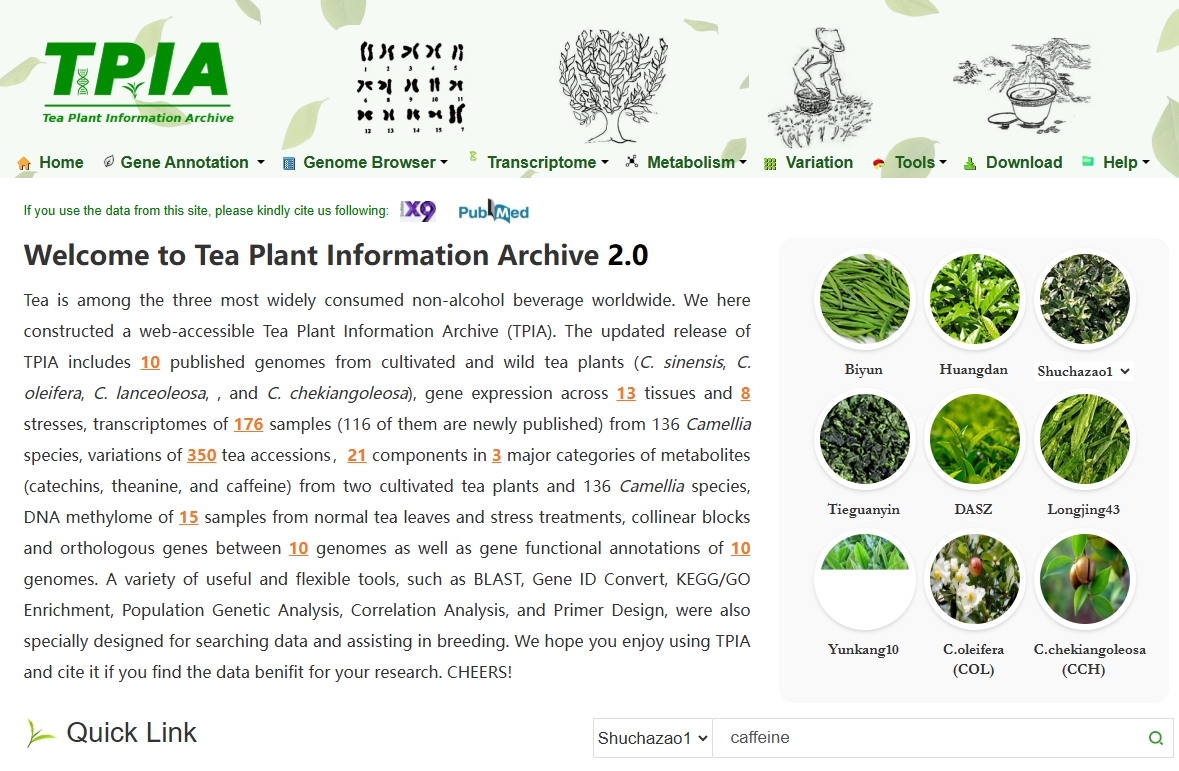 TPIA
Tea Plant Information Archive
1 2 3 4 5
6 8 9 10 11
12 13 14 15 7
Home Gene Annotation Genome Browser Transcriptome Metabolism Variation Tools Download Help
If you use the data from this site, please kindly cite us following: IX9 PubMed
Welcome to Tea Plant Information Archive 2.0
Tea is among the three most widely consumed non-alcohol beverage worldwide. We here
constructed a web-accessible Tea Plant Information Archive (TPIA). The updated release of
TPIA includes 10 published genomes from cultivated and wild tea plants (C. sinensis, C.
oleifera, C. lanceoleosa, , and C. chekiangoleosa), gene expression across 13 tissues and 8
stresses, transcriptomes of 176 samples (116 of them are newly published) from 136 Camellia
species, variations of 350 tea accessions，21 components in 3 major categories of metabolites
(catechins, theanine, and caffeine) from two cultivated tea plants and 136 Camellia species,
DNA methylome of 15 samples from normal tea leaves and stress treatments, collinear blocks
and orthologous genes between 10 genomes as well as gene functional annotations of 10
genomes. A variety of useful and flexible tools, such as BLAST, Gene ID Convert, KEGG/GO
Enrichment, Population Genetic Analysis, Correlation Analysis, and Primer Design, were also
specially designed for searching data and assisting in breeding. We hope you enjoy using TPIA
and cite it if you find the data benifit for your research. CHEERS!
Biyun Huangdan Shuchazao1
Tieguanyin DASZ Longjing43
Yunkang10 C.oleifera C.chekiangoleosa
(COL) (CCH)
Quick Link
Shuchazao1 caffeine